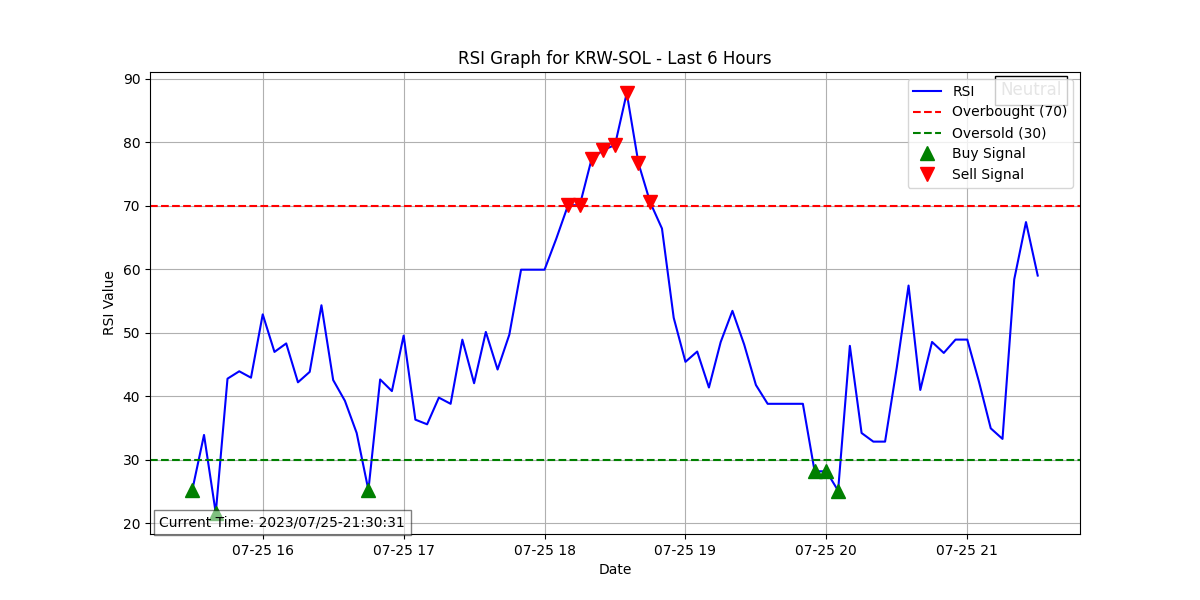 RSI Graph for KRW-SOL - Last 6 Hours
Neutral
RSI
Overbought (70)
Oversold (30)
Buy Signal
Sell Signal
RSI Value
90
80
70
60
50
40
30
20
Current Time: 2023/07/25-21:30:31
07-25 16
07-25 17
07-25 18
07-25 19
07-25 20
07-25 21
Date